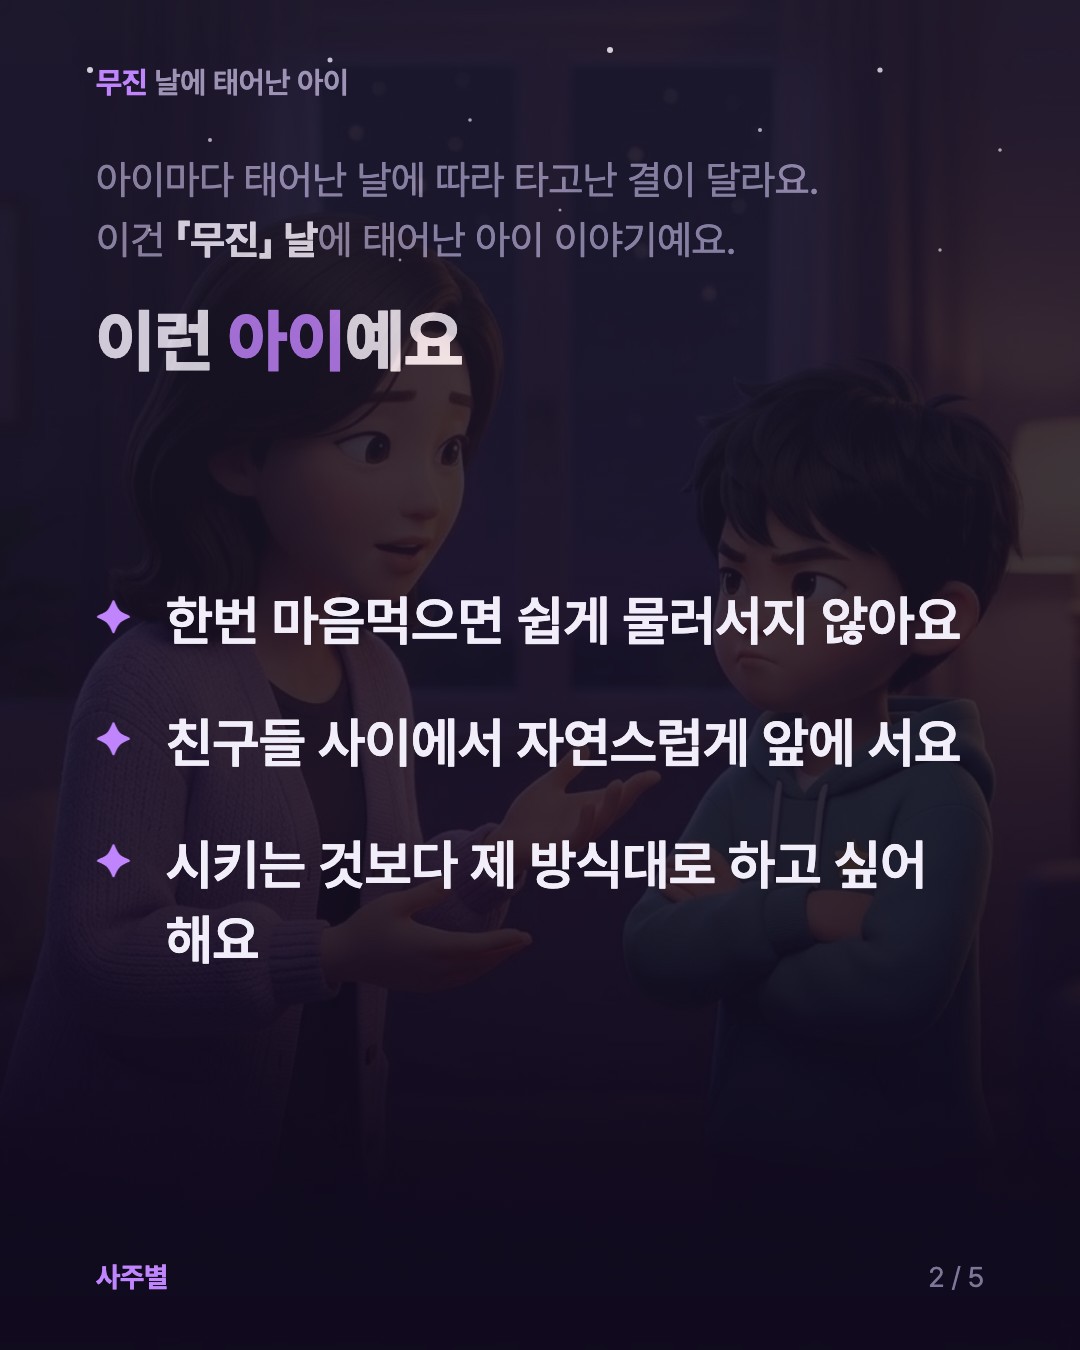 무진 날에 태어난 아이
아이마다 태어난 날에 따라 타고난 결이 달라요.
이건 「무진」 날에 태어난 아이 이야기예요.
이런 아이예요
한번 마음먹으면 쉽게 물러서지 않아요
친구들 사이에서 자연스럽게 앞에 서요
시키는 것보다 제 방식대로 하고 싶어
해요
사주별
2 / 5